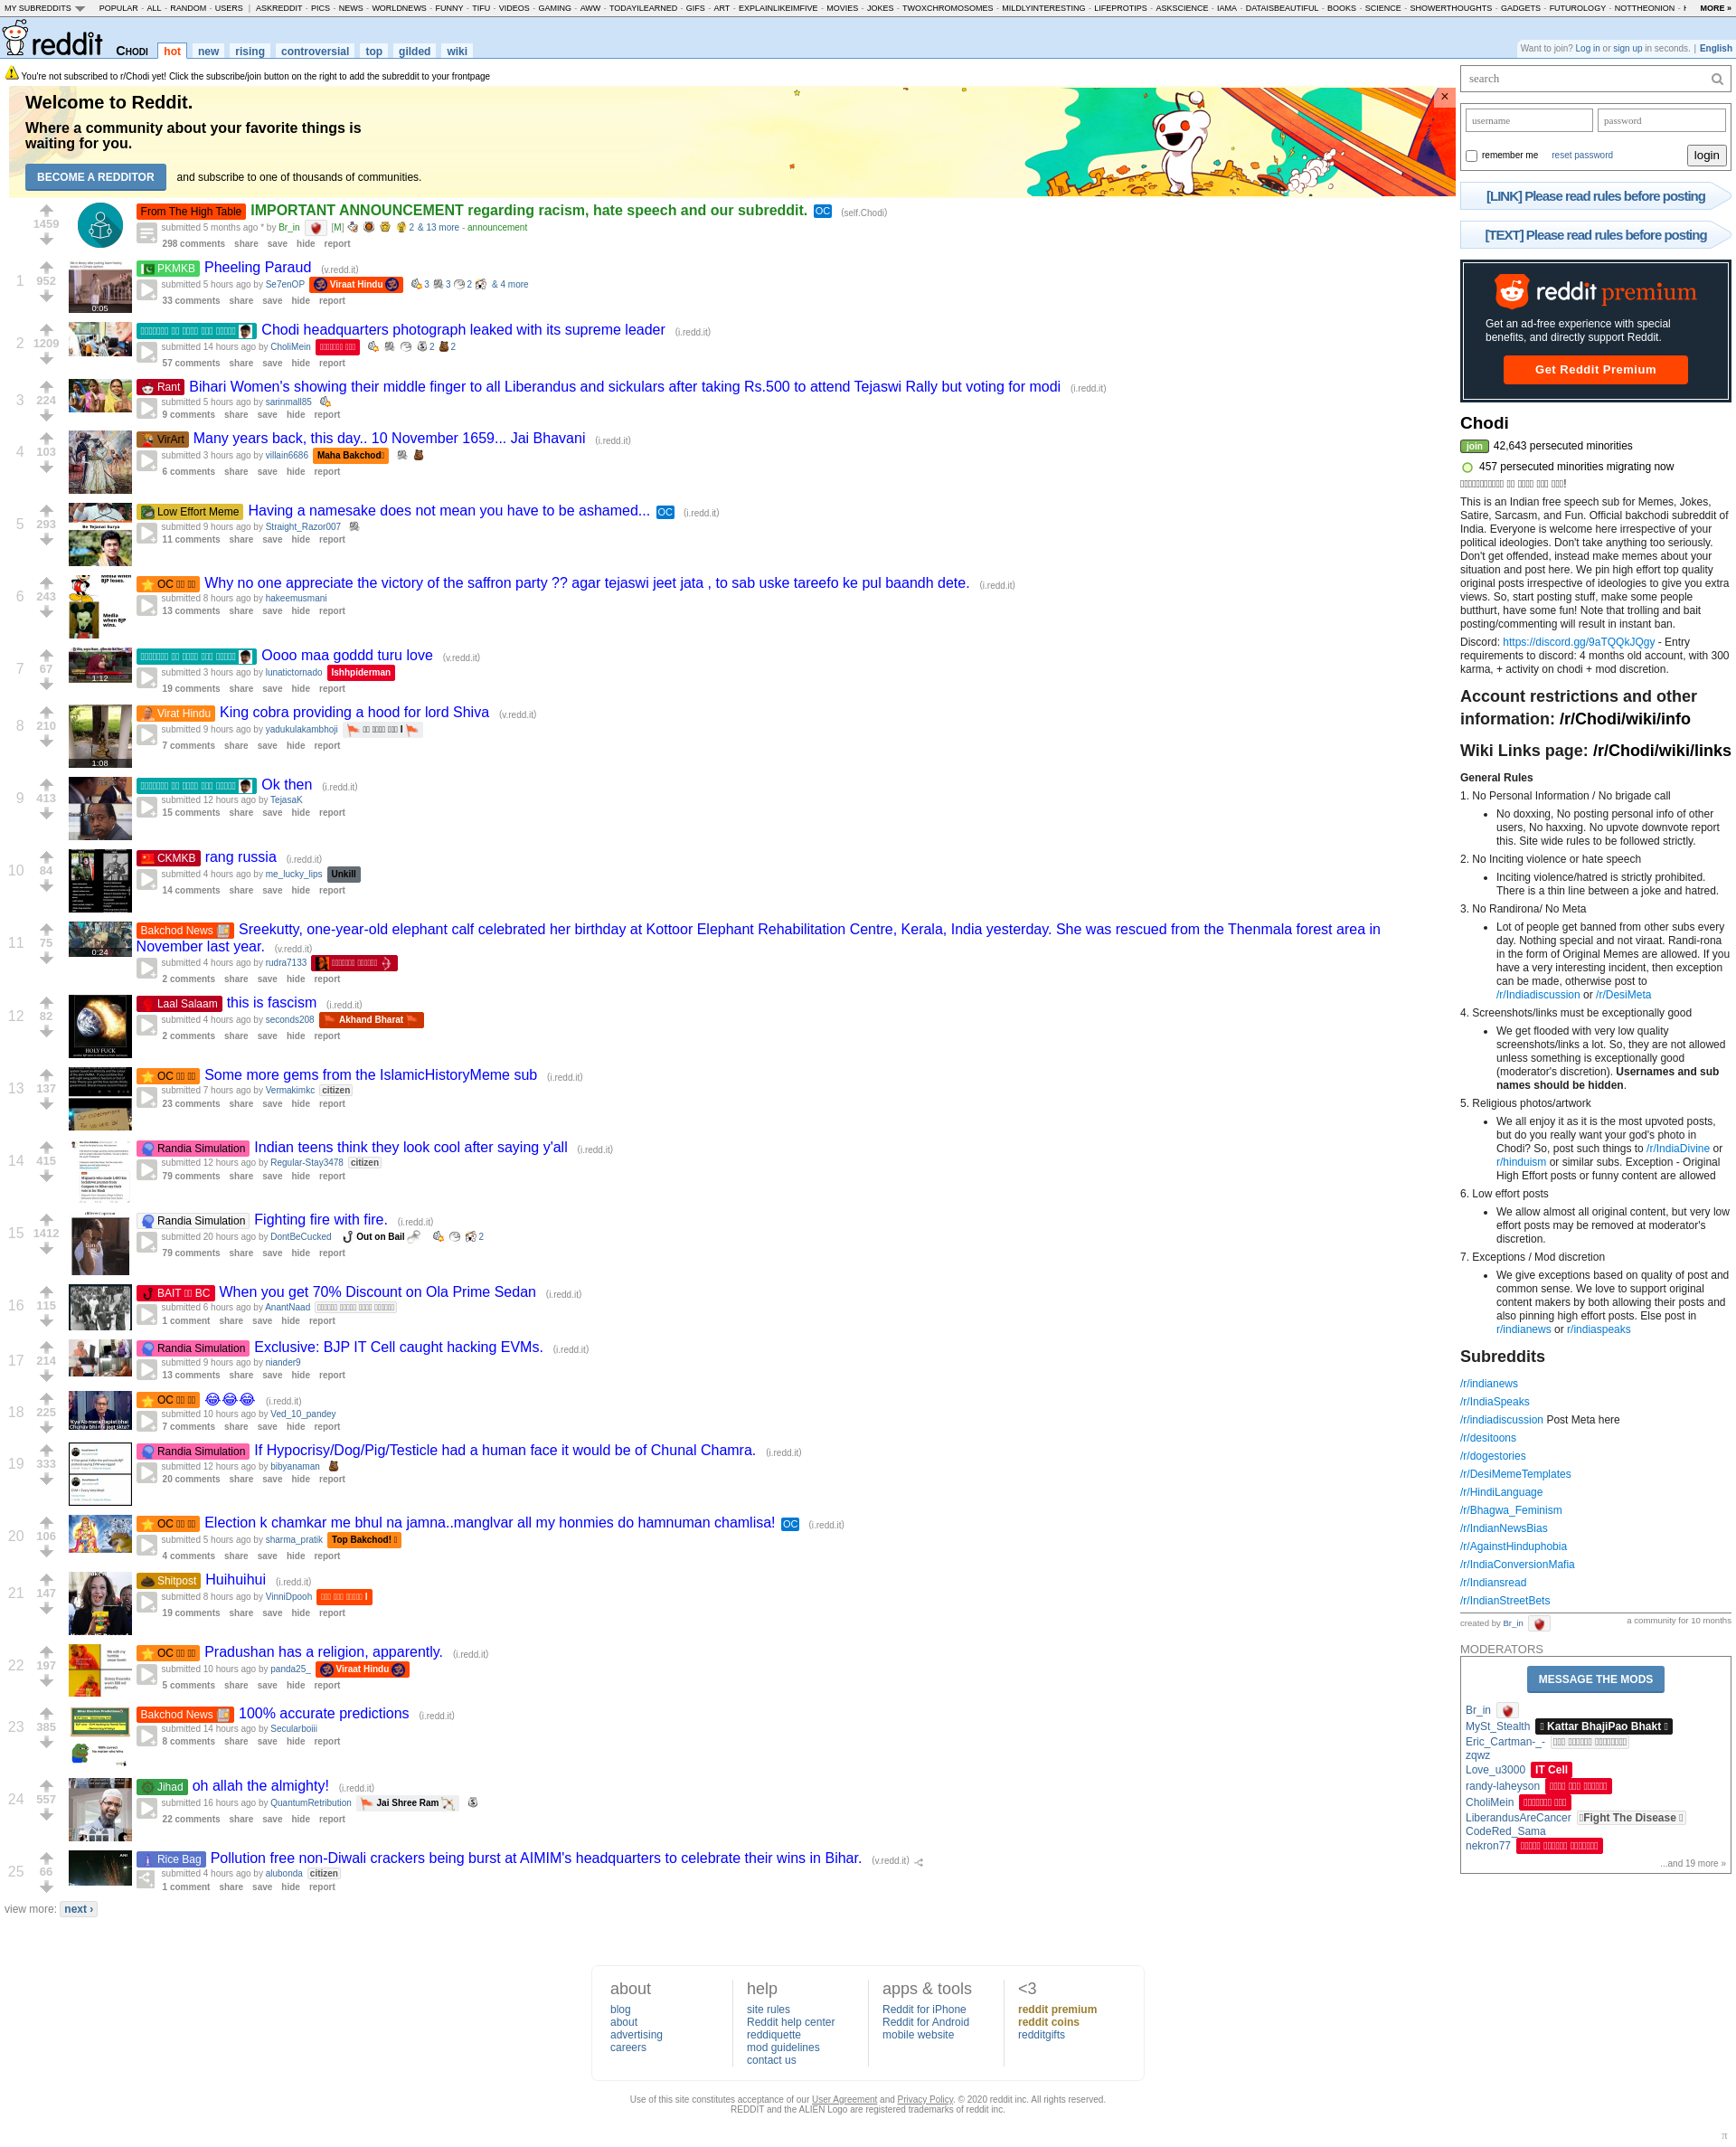 MY SUBREDDITS POPULAR - ALL - RANDOM - USERS | ASKREDDIT - PICS - NEWS - WORLDNEWS - FUNNY - TIFU - VIDEOS - GAMING - AWW - TODAYILEARNED - GIFS - ART - EXPLAINLIKEIMFIVE - MOVIES - JOKES - TWOXCHROMOSOMES - MILDLYINTERESTING - LIFEPROTIPS - ASKSCIENCE - IAMA - DATAISBEAUTIFUL - BOOKS - SCIENCE - SHOWERTHOUGHTS - GADGETS - FUTUROLOGY - NOTTHEONION - MORE »
reddit CHODI hot new rising controversial top gilded wiki
Want to join? Log in or sign up in seconds. | English
You're not subscribed to r/Chodi yet! Click the subscribe/join button on the right to add the subreddit to your frontpage
Welcome to Reddit.
Where a community about your favorite things is
waiting for you.
BECOME A REDDITOR and subscribe to one of thousands of communities.
×
1459
From The High Table IMPORTANT ANNOUNCEMENT regarding racism, hate speech and our subreddit. OC (self.Chodi)
submitted 5 months ago * by Br_in [M] 2 & 13 more - announcement
298 comments share save hide report
1 952 0:05
PKMKB Pheeling Paraud (v.redd.it)
submitted 5 hours ago by Se7enOP Viraat Hindu 3 3 2 & 4 more
33 comments share save hide report
2 1209
Chodi headquarters photograph leaked with its supreme leader (i.redd.it)
submitted 14 hours ago by CholiMein 2 2
57 comments share save hide report
3 224
Rant Bihari Women's showing their middle finger to all Liberandus and sickulars after taking Rs.500 to attend Tejaswi Rally but voting for modi (i.redd.it)
submitted 5 hours ago by sarinmall85
9 comments share save hide report
4 103
VirArt Many years back, this day.. 10 November 1659... Jai Bhavani (i.redd.it)
submitted 3 hours ago by villain6686 Maha Bakchod
6 comments share save hide report
5 293
Low Effort Meme Having a namesake does not mean you have to be ashamed... OC (i.redd.it)
submitted 9 hours ago by Straight_Razor007
11 comments share save hide report
6 243
OC Why no one appreciate the victory of the saffron party ?? agar tejaswi jeet jata , to sab uske tareefo ke pul baandh dete. (i.redd.it)
submitted 8 hours ago by hakeemusmani
13 comments share save hide report
Media when BJP wins.
7 67 1:12
Oooo maa goddd turu love (v.redd.it)
submitted 3 hours ago by lunatictornado Ishhpiderman
19 comments share save hide report
8 210 1:08
Virat Hindu King cobra providing a hood for lord Shiva (v.redd.it)
submitted 9 hours ago by yadukulakambhoji
7 comments share save hide report
9 413
Ok then (i.redd.it)
submitted 12 hours ago by TejasaK
15 comments share save hide report
10 84
CKMKB rang russia (i.redd.it)
submitted 4 hours ago by me_lucky_lips Unkill
14 comments share save hide report
11 75 0:24
Bakchod News Sreekutty, one-year-old elephant calf celebrated her birthday at Kottoor Elephant Rehabilitation Centre, Kerala, India yesterday. She was rescued from the Thenmala forest area in
November last year. (v.redd.it)
submitted 4 hours ago by rudra7133
2 comments share save hide report
12 82
Laal Salaam this is fascism (i.redd.it)
submitted 4 hours ago by seconds208 Akhand Bharat
2 comments share save hide report
HOLY FUCK
13 137
OC Some more gems from the IslamicHistoryMeme sub (i.redd.it)
submitted 7 hours ago by Vermakimkc citizen
23 comments share save hide report
14 415
Randia Simulation Indian teens think they look cool after saying y'all (i.redd.it)
submitted 12 hours ago by Regular-Stay3478 citizen
79 comments share save hide report
15 1412
Randia Simulation Fighting fire with fire. (i.redd.it)
submitted 20 hours ago by DontBeCucked Out on Bail 2
79 comments share save hide report
16 115
BAIT BC When you get 70% Discount on Ola Prime Sedan (i.redd.it)
submitted 6 hours ago by AnantNaad
1 comment share save hide report
17 214
Randia Simulation Exclusive: BJP IT Cell caught hacking EVMs. (i.redd.it)
submitted 9 hours ago by niander9
13 comments share save hide report
18 225
OC 😂😂😂 (i.redd.it)
submitted 10 hours ago by Ved_10_pandey
7 comments share save hide report
19 333
Randia Simulation If Hypocrisy/Dog/Pig/Testicle had a human face it would be of Chunal Chamra. (i.redd.it)
submitted 12 hours ago by bibyanaman
20 comments share save hide report
20 106
OC Election k chamkar me bhul na jamna..manglvar all my honmies do hamnuman chamlisa! OC (i.redd.it)
submitted 5 hours ago by sharma_pratik Top Bakchod!
4 comments share save hide report
21 147
Shitpost Huihuihui (i.redd.it)
submitted 8 hours ago by VinniDpooh
19 comments share save hide report
22 197
OC Pradushan has a religion, apparently. (i.redd.it)
submitted 10 hours ago by panda25_ Viraat Hindu
5 comments share save hide report
23 385
Bakchod News 100% accurate predictions (i.redd.it)
submitted 14 hours ago by Secularboiii
8 comments share save hide report
24 557
Jihad oh allah the almighty! (i.redd.it)
submitted 16 hours ago by QuantumRetribution Jai Shree Ram
22 comments share save hide report
25 66
Rice Bag Pollution free non-Diwali crackers being burst at AIMIM's headquarters to celebrate their wins in Bihar. (v.redd.it)
submitted 4 hours ago by alubonda citizen
1 comment share save hide report
view more: next ›
search
username password
remember me reset password login
[LINK] Please read rules before posting
[TEXT] Please read rules before posting
reddit premium
Get an ad-free experience with special
benefits, and directly support Reddit.
Get Reddit Premium
Chodi
join 42,643 persecuted minorities
457 persecuted minorities migrating now
This is an Indian free speech sub for Memes, Jokes,
Satire, Sarcasm, and Fun. Official bakchodi subreddit of
India. Everyone is welcome here irrespective of your
political ideologies. Don't take anything too seriously.
Don't get offended, instead make memes about your
situation and post here. We pin high effort top quality
original posts irrespective of ideologies to give you extra
views. So, start posting stuff, make some people
butthurt, have some fun! Note that trolling and bait
posting/commenting will result in instant ban.
Discord: https://discord.gg/9aTQQkJQgy - Entry
requirements to discord: 4 months old account, with 300
karma, + activity on chodi + mod discretion.
Account restrictions and other
information: /r/Chodi/wiki/info
Wiki Links page: /r/Chodi/wiki/links
General Rules
1. No Personal Information / No brigade call
• No doxxing, No posting personal info of other
users, No haxxing. No upvote downvote report
this. Site wide rules to be followed strictly.
2. No Inciting violence or hate speech
• Inciting violence/hatred is strictly prohibited.
There is a thin line between a joke and hatred.
3. No Randirona/ No Meta
• Lot of people get banned from other subs every
day. Nothing special and not viraat. Randi-rona
in the form of Original Memes are allowed. If you
have a very interesting incident, then exception
can be made, otherwise post to
/r/Indiadiscussion or /r/DesiMeta
4. Screenshots/links must be exceptionally good
• We get flooded with very low quality
screenshots/links a lot. So, they are not allowed
unless something is exceptionally good
(moderator's discretion). Usernames and sub
names should be hidden.
5. Religious photos/artwork
• We all enjoy it as it is the most upvoted posts,
but do you really want your god's photo in
Chodi? So, post such things to /r/IndiaDivine or
r/hinduism or similar subs. Exception - Original
High Effort posts or funny content are allowed
6. Low effort posts
• We allow almost all original content, but very low
effort posts may be removed at moderator's
discretion.
7. Exceptions / Mod discretion
• We give exceptions based on quality of post and
common sense. We love to support original
content makers by both allowing their posts and
also pinning high effort posts. Else post in
r/indianews or r/indiaspeaks
Subreddits
/r/indianews
/r/IndiaSpeaks
/r/indiadiscussion Post Meta here
/r/desitoons
/r/dogestories
/r/DesiMemeTemplates
/r/HindiLanguage
/r/Bhagwa_Feminism
/r/IndianNewsBias
/r/AgainstHinduphobia
/r/IndiaConversionMafia
/r/Indiansread
/r/IndianStreetBets
created by Br_in a community for 10 months
MODERATORS
MESSAGE THE MODS
Br_in
MySt_Stealth Kattar BhajiPao Bhakt
Eric_Cartman-_-
zqwz
Love_u3000 IT Cell
randy-laheyson
CholiMein
LiberandusAreCancer Fight The Disease
CodeRed_Sama
nekron77
...and 19 more »
about
blog
about
advertising
careers
help
site rules
Reddit help center
reddiquette
mod guidelines
contact us
apps & tools
Reddit for iPhone
Reddit for Android
mobile website
<3
reddit premium
reddit coins
redditgifts
Use of this site constitutes acceptance of our User Agreement and Privacy Policy. © 2020 reddit inc. All rights reserved.
REDDIT and the ALIEN Logo are registered trademarks of reddit inc.
π